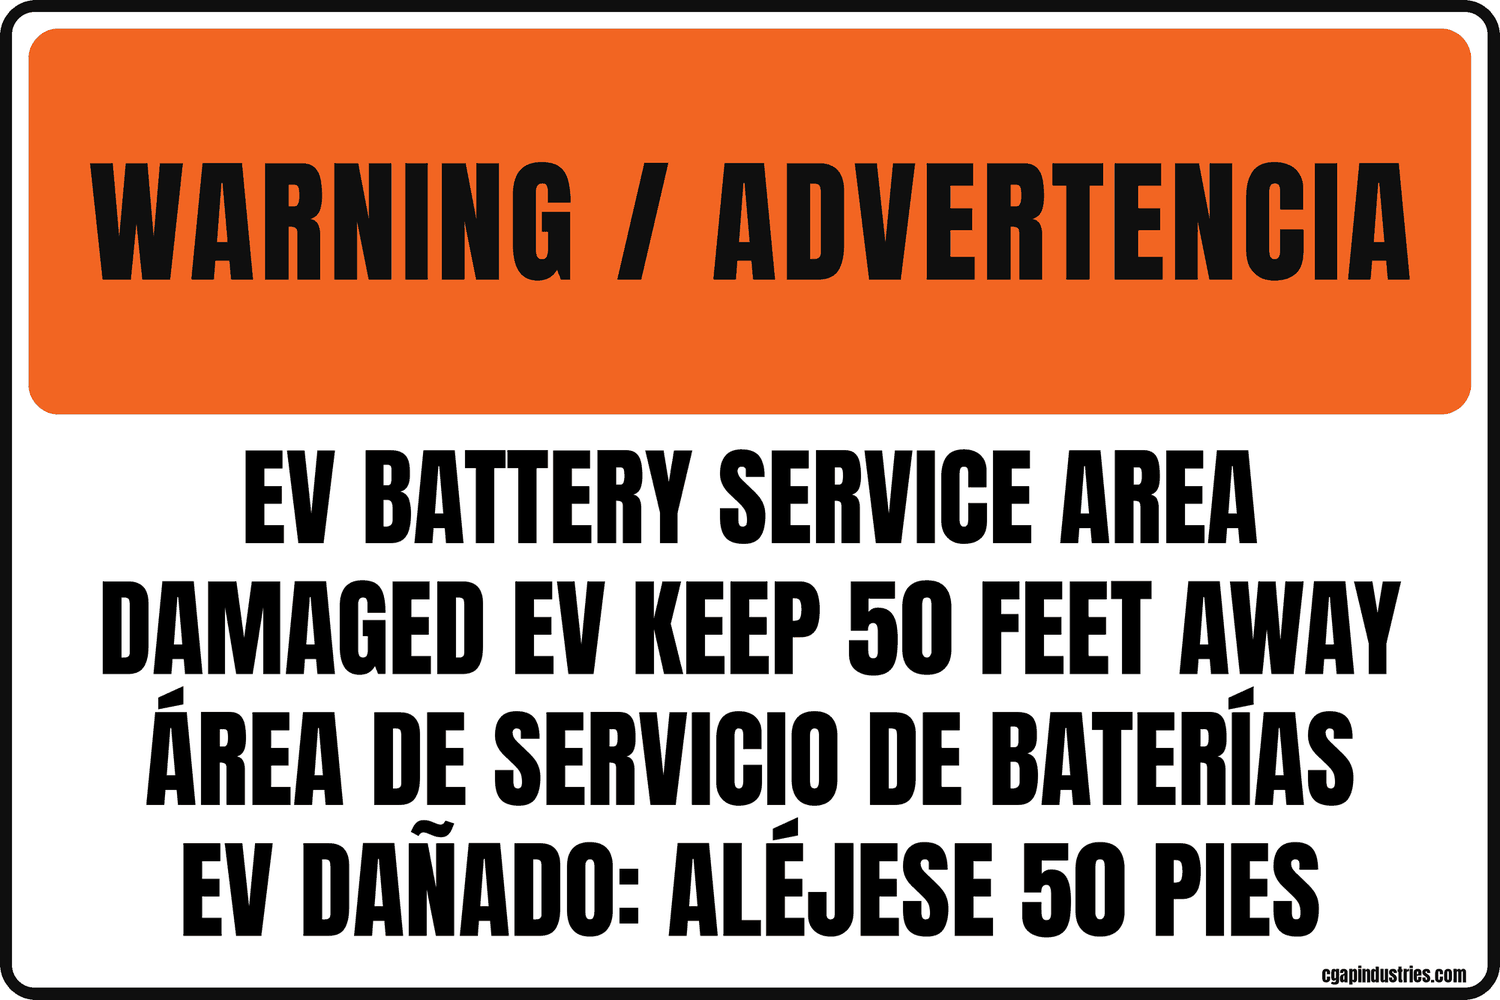 WARNING / ADVERTENCIA
EV BATTERY SERVICE AREA
DAMAGED EV KEEP 50 FEET AWAY
ÁREA DE SERVICIO DE BATERÍAS
EV DAÑADO: ALÉJESE 50 PIES
cgapindustries.com